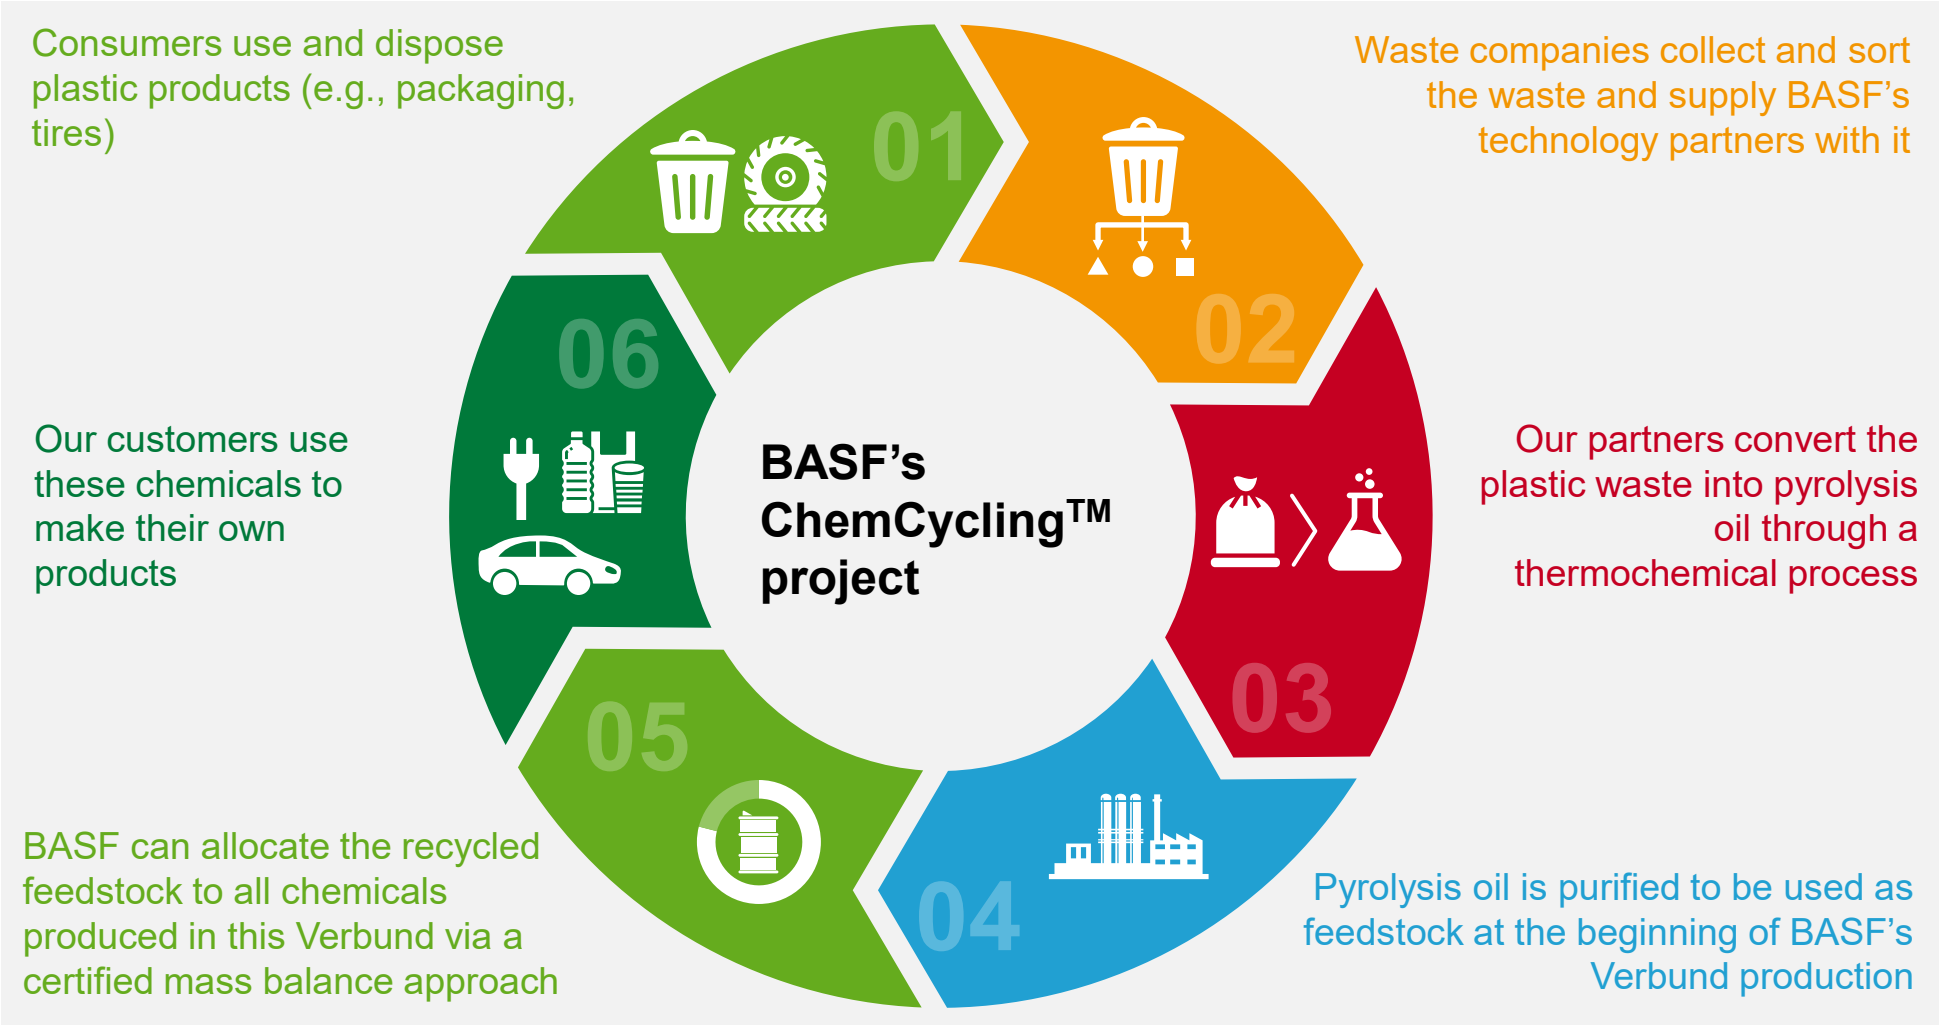 Consumers use and dispose
plastic products (e.g., packaging,
tires)
01
Waste companies collect and sort
the waste and supply BASF’s
technology partners with it
02
Our partners convert the
plastic waste into pyrolysis
oil through a
thermochemical process
03
Pyrolysis oil is purified to be used as
feedstock at the beginning of BASF’s
Verbund production
04
BASF can allocate the recycled
feedstock to all chemicals
produced in this Verbund via a
certified mass balance approach
05
Our customers use
these chemicals to
make their own
products
06
BASF’s
ChemCycling™
project